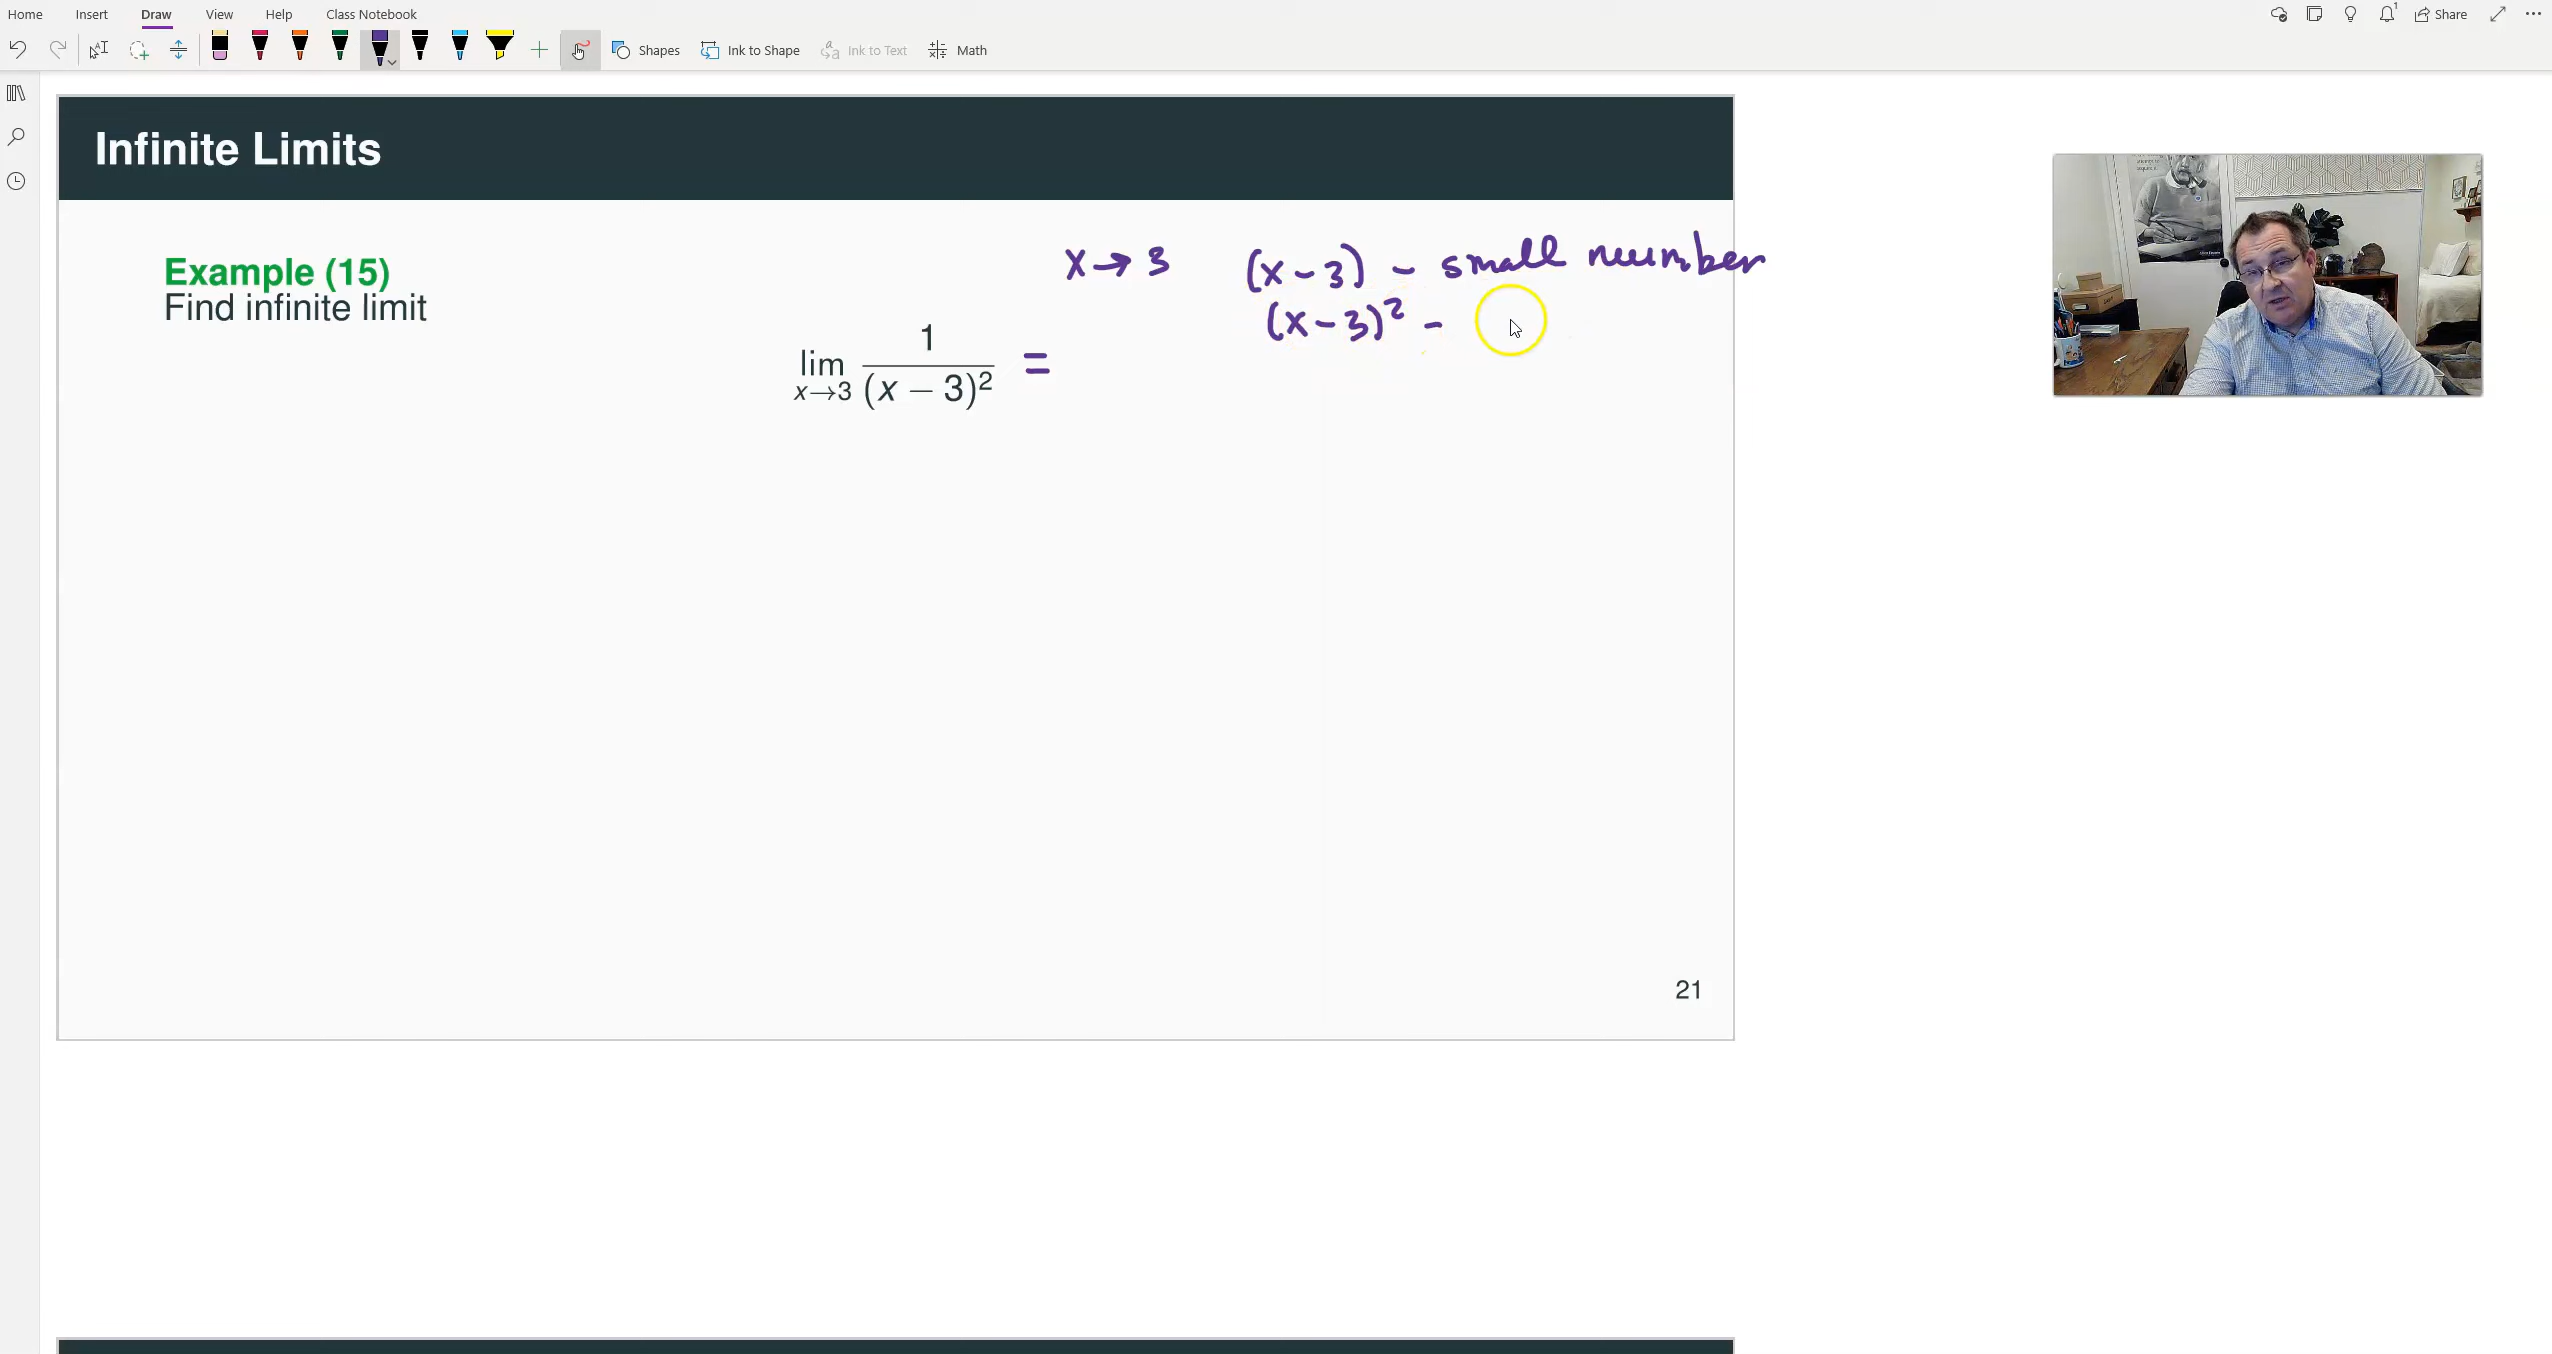 Home Insert Draw View Help Class Notebook
Share
Shapes Ink to Shape Ink to Text Math
Infinite Limits
Example (15)
Find infinite limit
x → 3 (x – 3) – small number
(x – 3)² –
lim x→3 1/(x – 3)² =
21